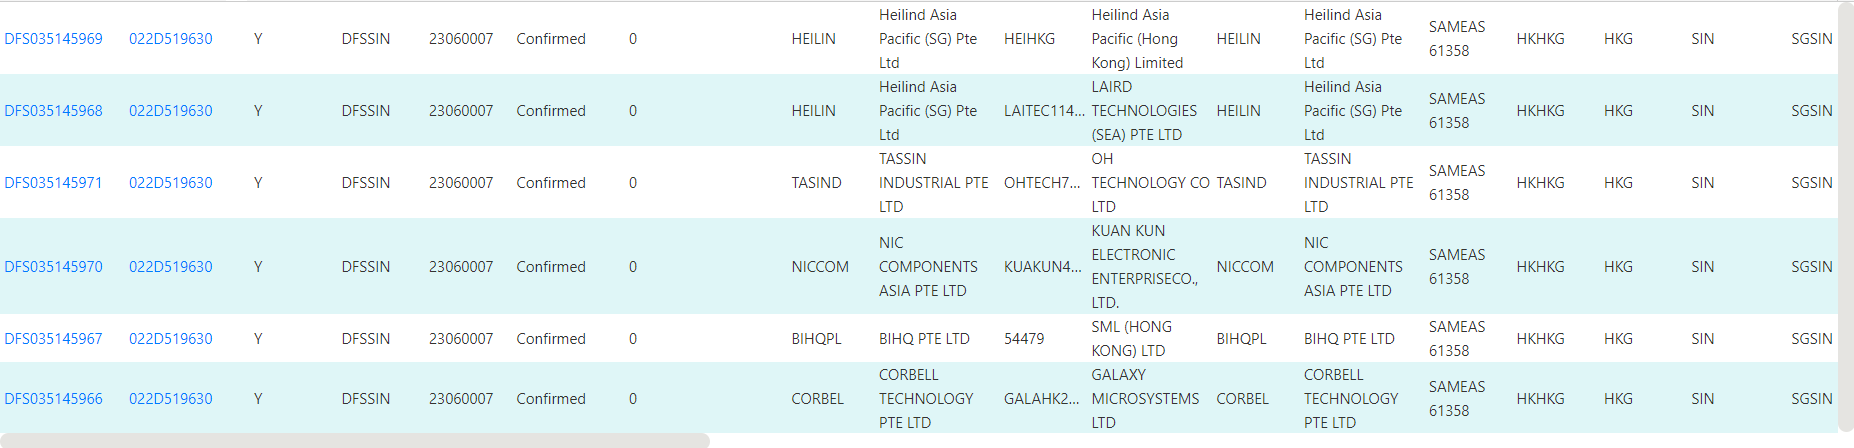 DFS035145969 022D519630 Y DFSSIN 23060007 Confirmed 0 HEILIN Heilind Asia Pacific (SG) Pte Ltd HEIHKG Heilind Asia Pacific (Hong Kong) Limited HEILIN Heilind Asia Pacific (SG) Pte Ltd SAMEAS 61358 HKHKG HKG SIN SGSIN
DFS035145968 022D519630 Y DFSSIN 23060007 Confirmed 0 HEILIN Heilind Asia Pacific (SG) Pte Ltd LAITEC114... LAIRD TECHNOLOGIES (SEA) PTE LTD HEILIN Heilind Asia Pacific (SG) Pte Ltd SAMEAS 61358 HKHKG HKG SIN SGSIN
DFS035145971 022D519630 Y DFSSIN 23060007 Confirmed 0 TASIND TASSIN INDUSTRIAL PTE LTD OHTECH7... OH TECHNOLOGY CO LTD TASIND TASSIN INDUSTRIAL PTE LTD SAMEAS 61358 HKHKG HKG SIN SGSIN
DFS035145970 022D519630 Y DFSSIN 23060007 Confirmed 0 NICCOM NIC COMPONENTS ASIA PTE LTD KUAKUN4... KUAN KUN ELECTRONIC ENTERPRISECO., LTD. NICCOM NIC COMPONENTS ASIA PTE LTD SAMEAS 61358 HKHKG HKG SIN SGSIN
DFS035145967 022D519630 Y DFSSIN 23060007 Confirmed 0 BIHQPL BIHQ PTE LTD 54479 SML (HONG KONG) LTD BIHQPL BIHQ PTE LTD SAMEAS 61358 HKHKG HKG SIN SGSIN
DFS035145966 022D519630 Y DFSSIN 23060007 Confirmed 0 CORBEL CORBELL TECHNOLOGY PTE LTD GALAHK2... GALAXY MICROSYSTEMS LTD CORBEL CORBELL TECHNOLOGY PTE LTD SAMEAS 61358 HKHKG HKG SIN SGSIN